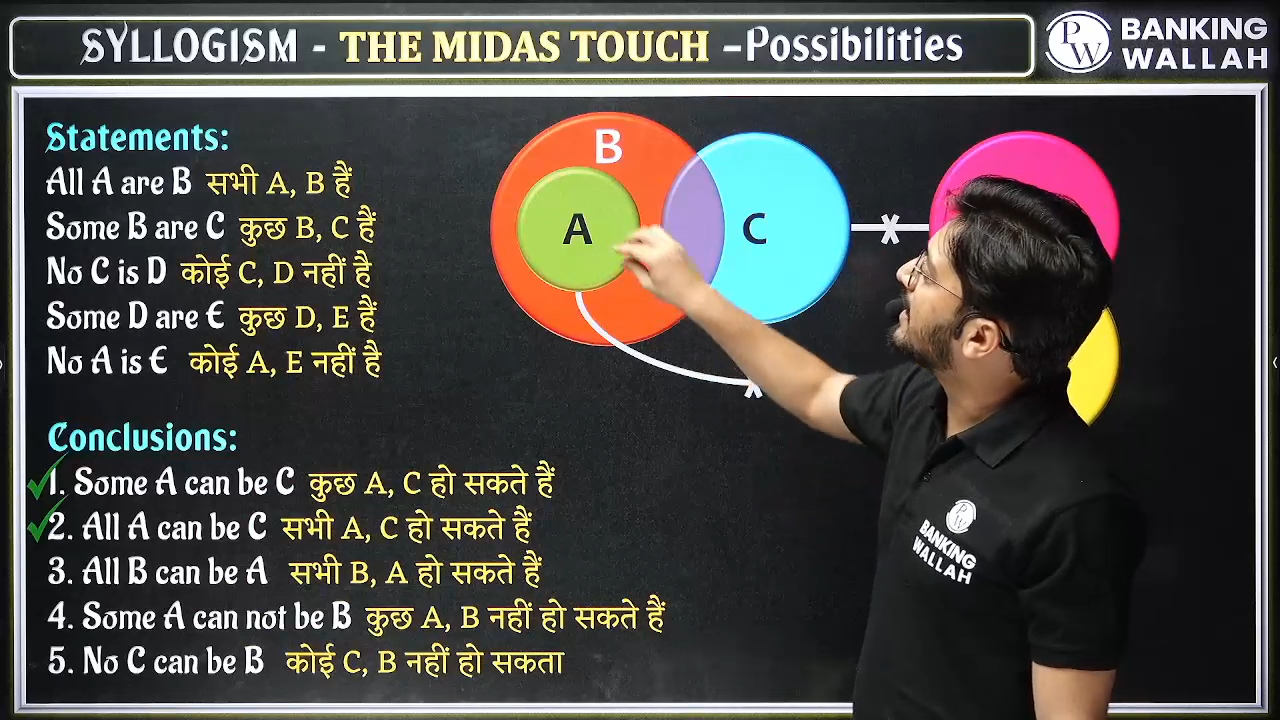 SYLLOGISM - THE MIDAS TOUCH -Possibilities
PW BANKING
WALLAH
Statements:
All A are B सभी A, B हैं
Some B are C कुछ B, C हैं
No C is D कोई C, D नहीं है
Some D are E कुछ D, E हैं
No A is E कोई A, E नहीं है
B
A
C
Conclusions:
1. Some A can be C कुछ A, C हो सकते हैं
2. All A can be C सभी A, C हो सकते हैं
3. All B can be A सभी B, A हो सकते हैं
4. Some A can not be B कुछ A, B नहीं हो सकते हैं
5. No C can be B कोई C, B नहीं हो सकता
PW
BANKING
WALLAH